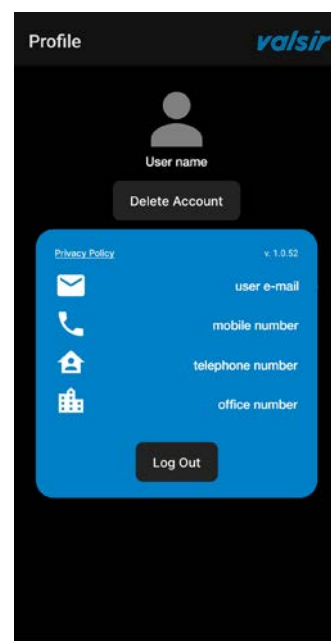 Profile
valsir
User name
Delete Account
Privacy Policy
v. 1.0.52
user e-mail
mobile number
telephone number
office number
Log Out